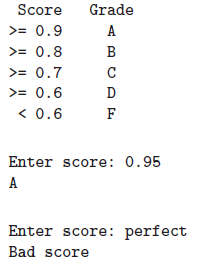 Score Grade
>= 0.9 A
>= 0.8 B
>= 0.7 C
>= 0.6 D
< 0.6 F
Enter score: 0.95
A
Enter score: perfect
Bad score